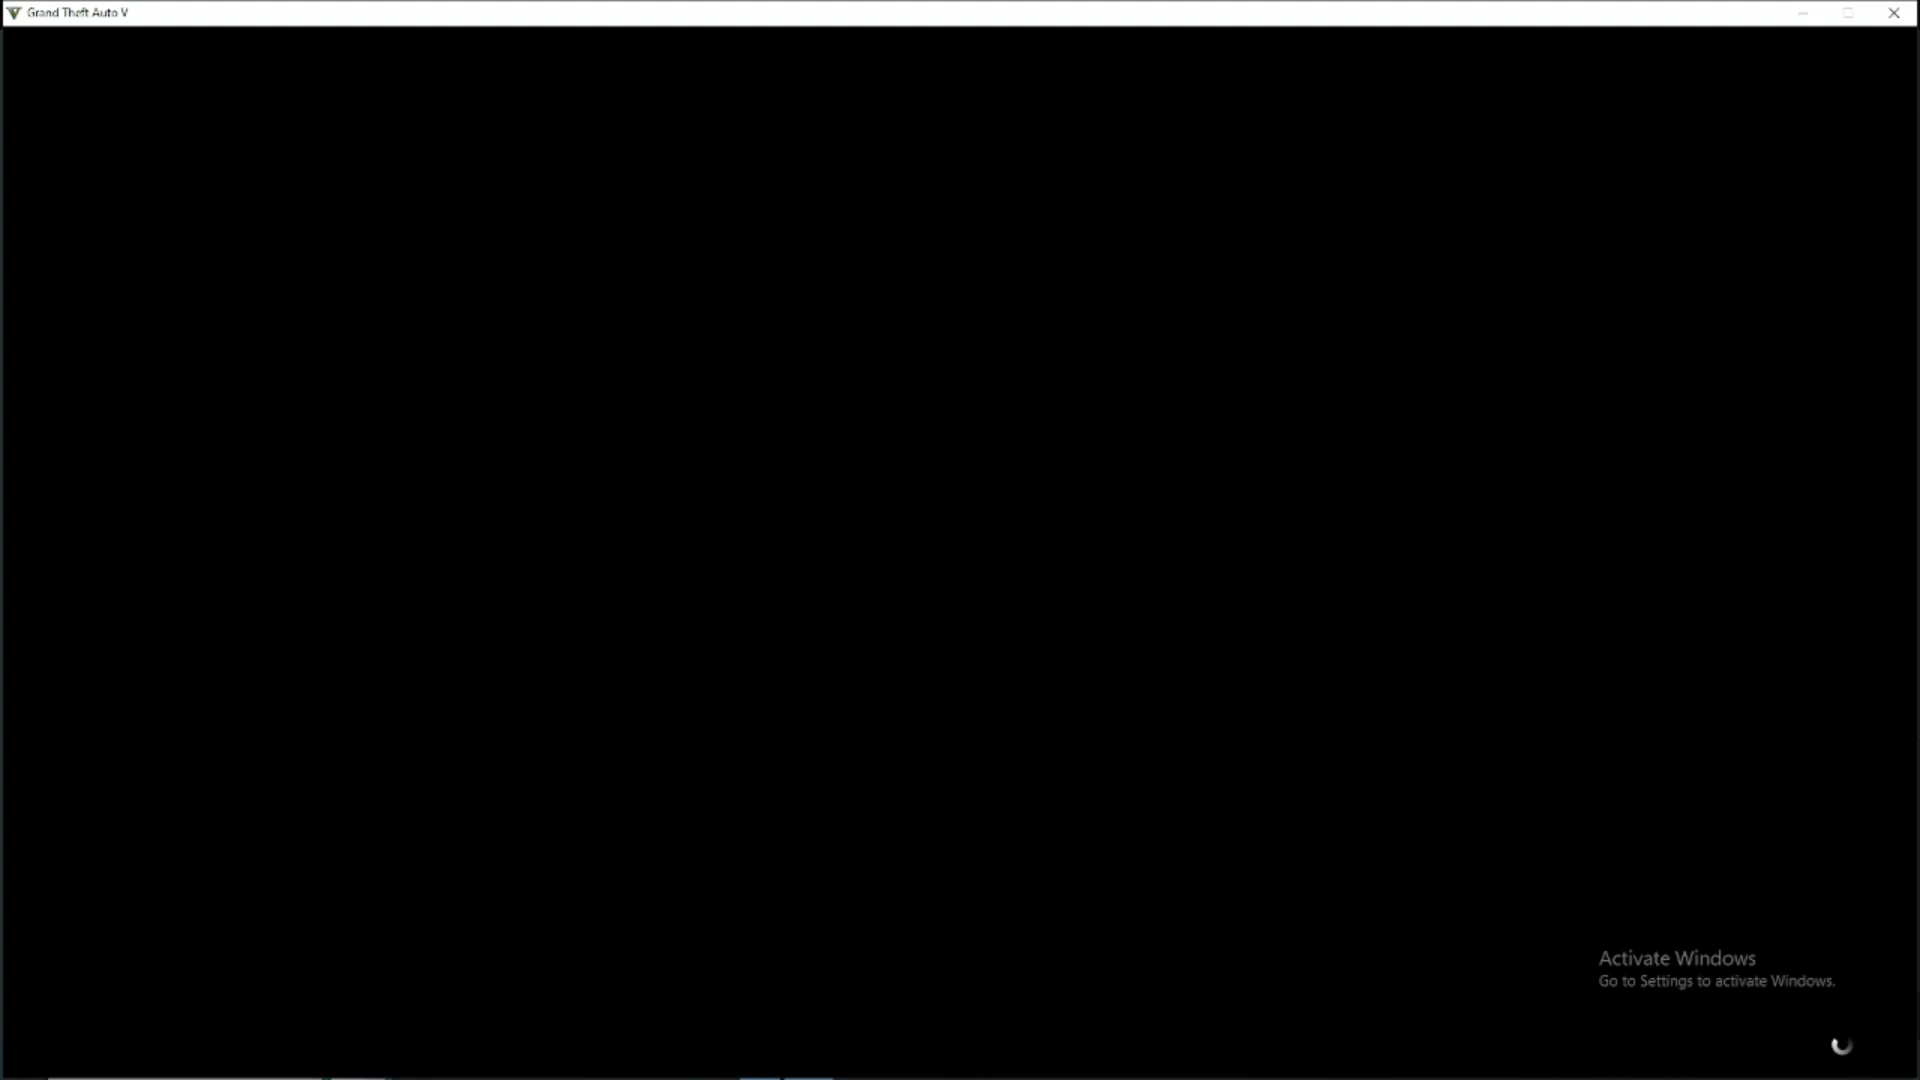 Grand Theft Auto V
Activate Windows
Go to Settings to activate Windows.